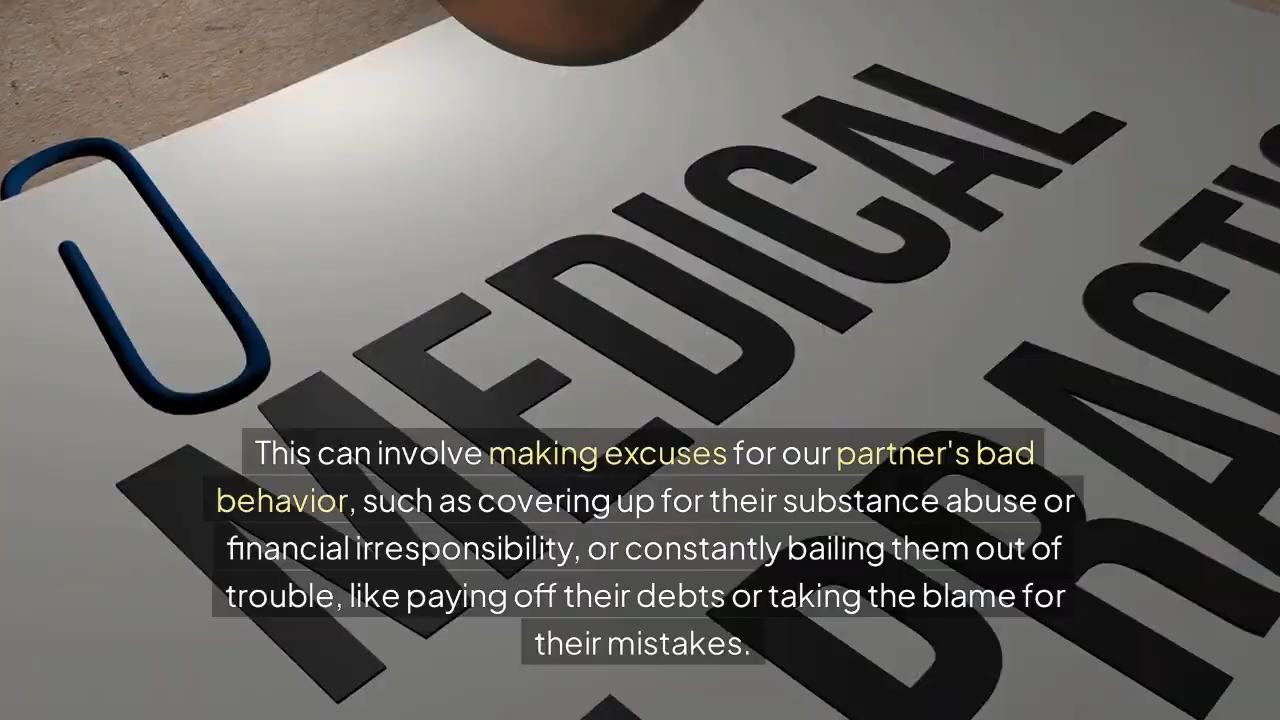 MEDICAL
This can involve making excuses for our partner's bad
behavior, such as covering up for their substance abuse or
financial irresponsibility, or constantly bailing them out of
trouble, like paying off their debts or taking the blame for
their mistakes.